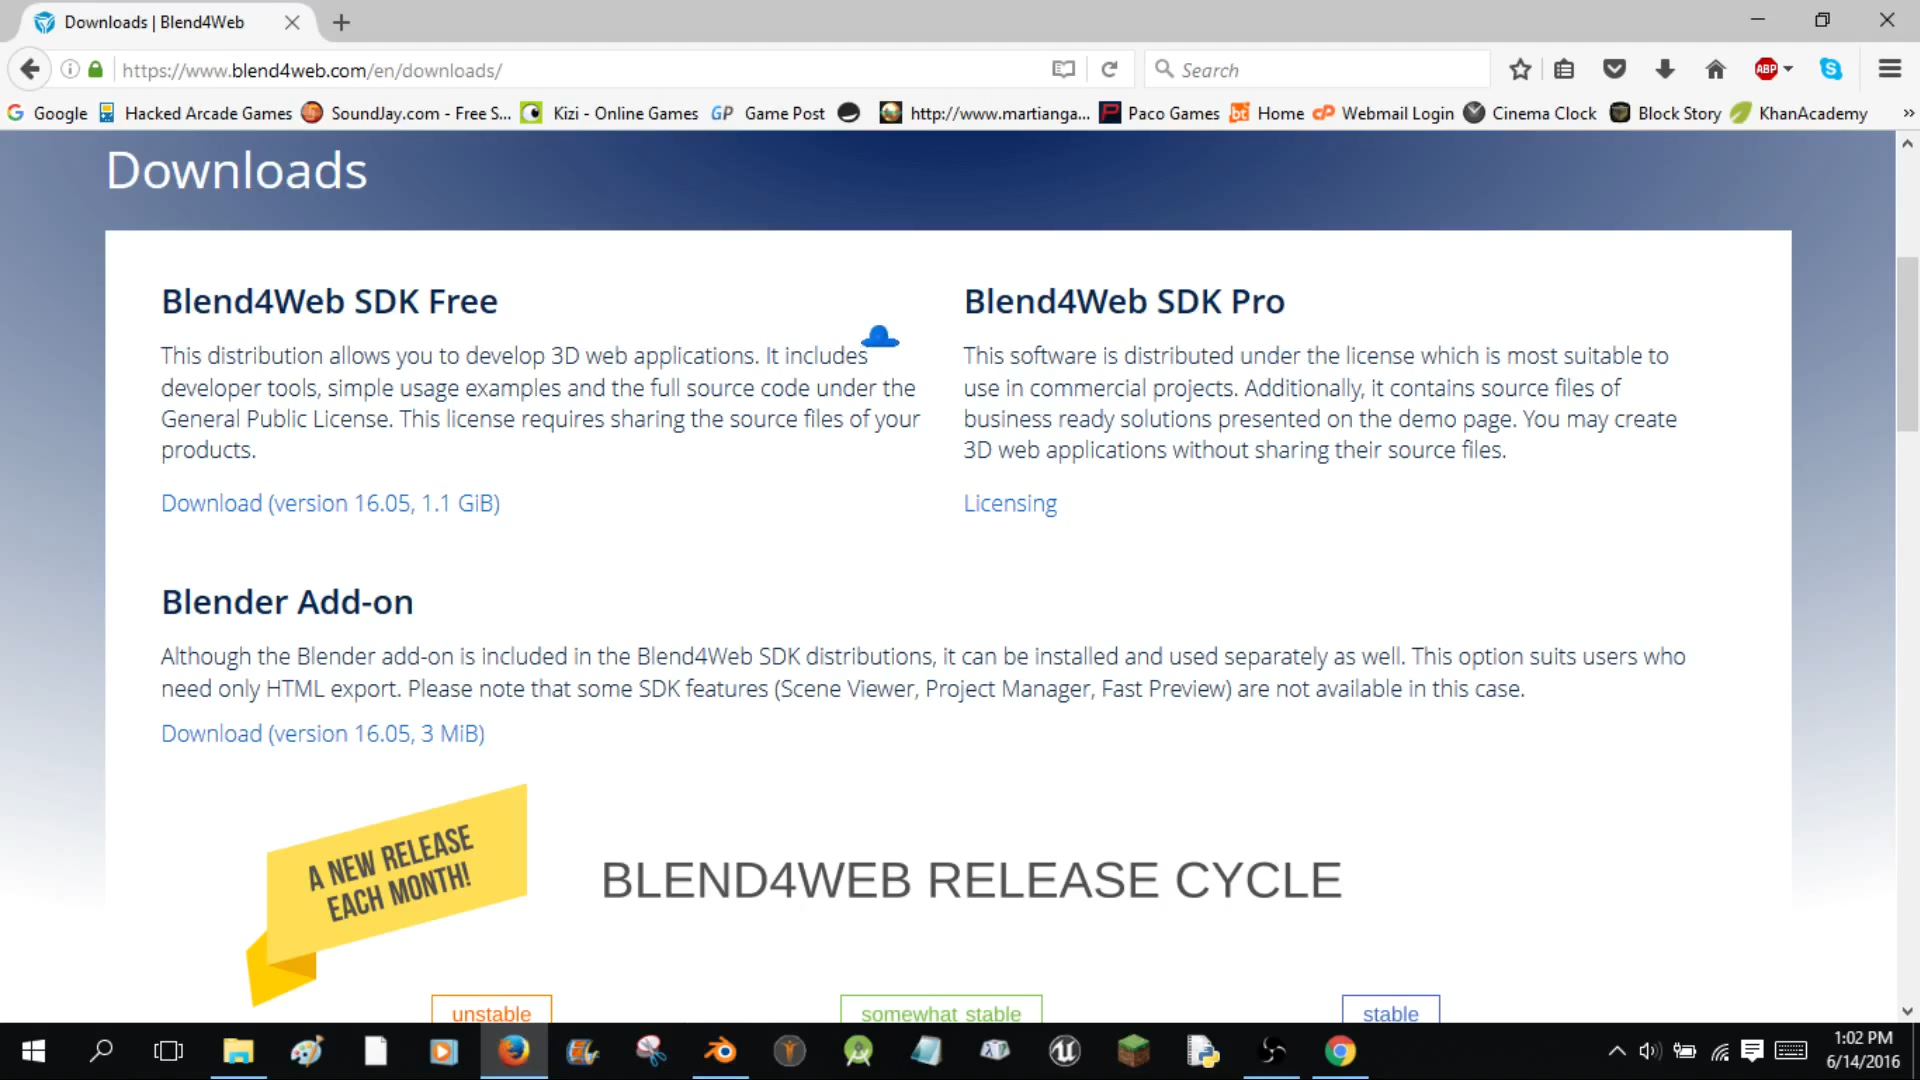 Downloads | Blend4Web
https://www.blend4web.com/en/downloads/
Search
ABP
Google Hacked Arcade Games SoundJay.com - Free S... Kizi - Online Games GP Game Post http://www.martianga... Paco Games bt Home cP Webmail Login Cinema Clock Block Story KhanAcademy
Downloads
Blend4Web SDK Free
This distribution allows you to develop 3D web applications. It includes
developer tools, simple usage examples and the full source code under the
General Public License. This license requires sharing the source files of your
products.
Download (version 16.05, 1.1 GiB)
Blend4Web SDK Pro
This software is distributed under the license which is most suitable to
use in commercial projects. Additionally, it contains source files of
business ready solutions presented on the demo page. You may create
3D web applications without sharing their source files.
Licensing
Blender Add-on
Although the Blender add-on is included in the Blend4Web SDK distributions, it can be installed and used separately as well. This option suits users who
need only HTML export. Please note that some SDK features (Scene Viewer, Project Manager, Fast Preview) are not available in this case.
Download (version 16.05, 3 MiB)
A NEW RELEASE
EACH MONTH!
BLEND4WEB RELEASE CYCLE
unstable
somewhat stable
stable
1:02 PM
6/14/2016